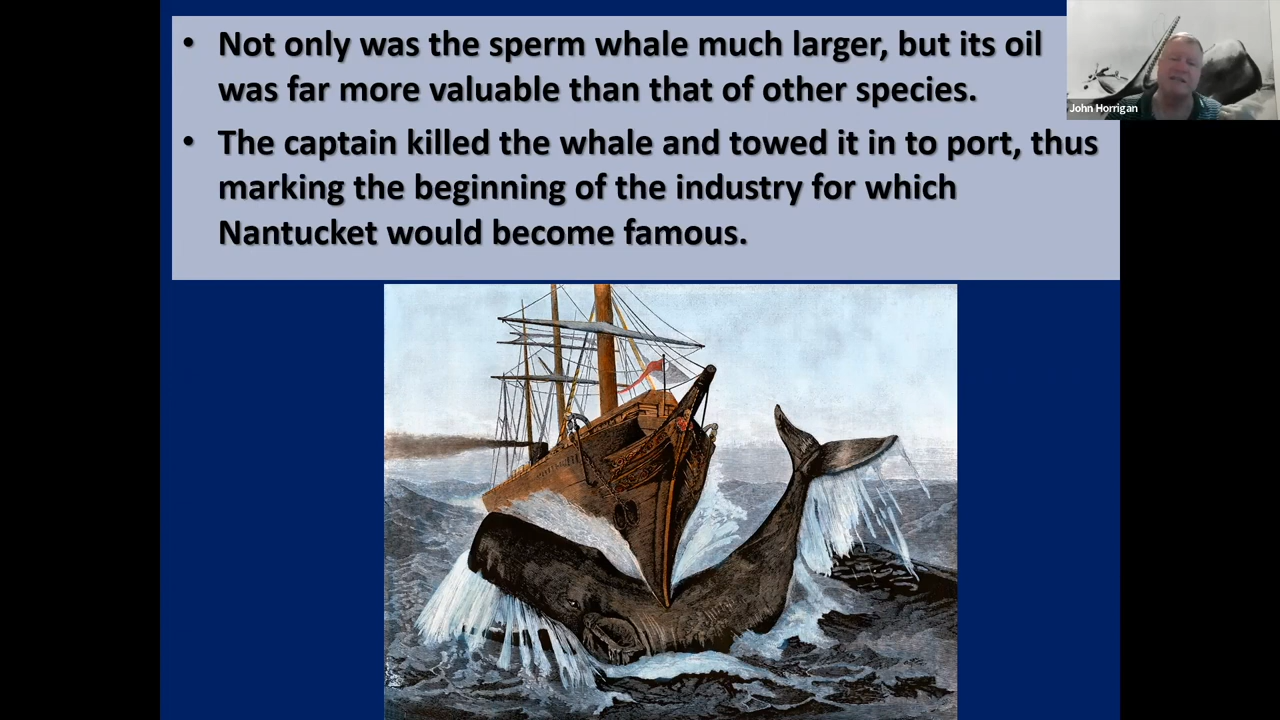 • Not only was the sperm whale much larger, but its oil
was far more valuable than that of other species.
• The captain killed the whale and towed it in to port, thus
marking the beginning of the industry for which
Nantucket would become famous.
John Horrigan